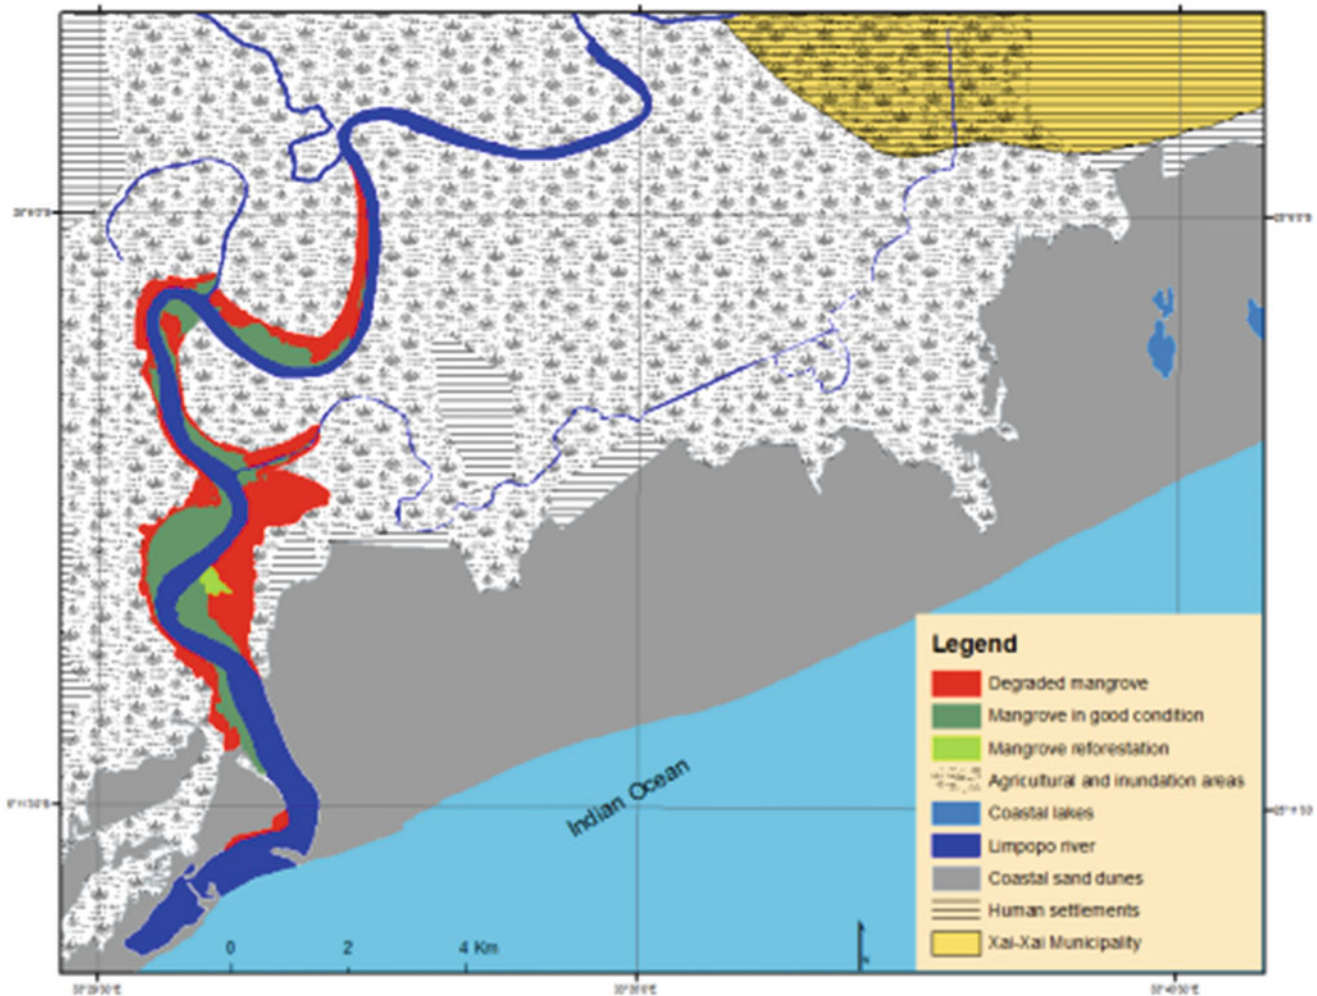 Legend
Degraded mangrove
Mangrove in good condition
Mangrove reforestation
Agricultural and inundation areas
Coastal lakes
Limpopo river
Coastal sand dunes
Human settlements
Xai-Xai Municipality
Indian Ocean
0 2 4 Km